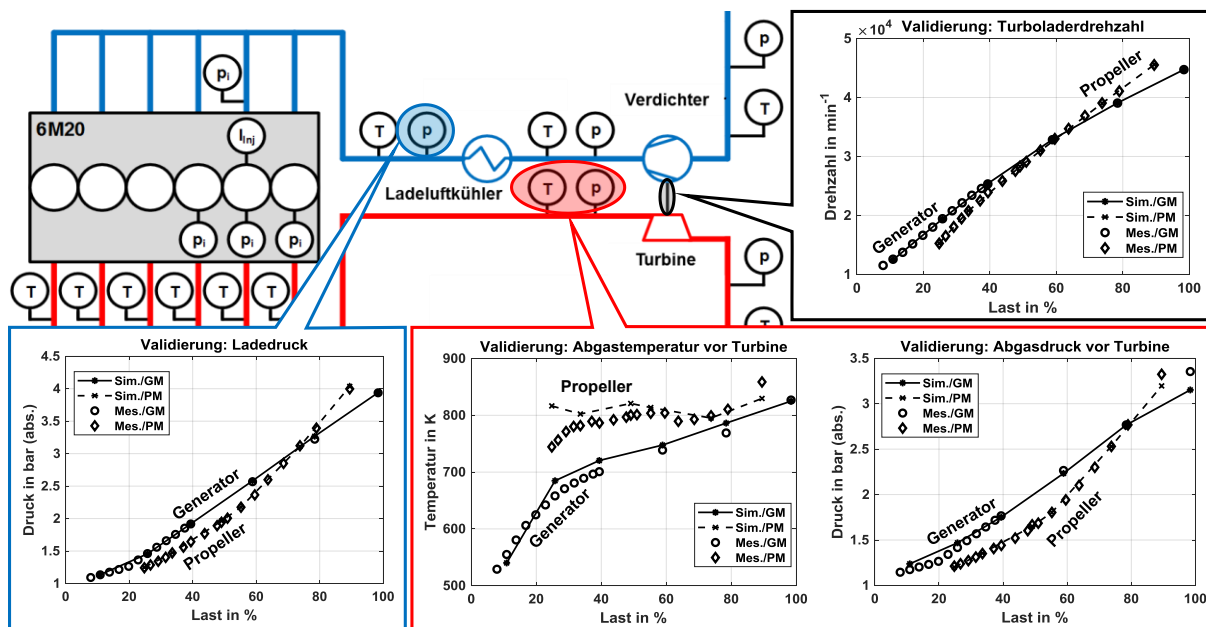 p
p_i
6M20
I_Inj
T
p
T
p
Verdichter
T
Ladeluftkühler
T
p
p_i
p_i
p_i
Turbine
p
T
T
T
T
T
T
T
Validierung: Turboladerdrehzahl
×10^4
5
4
3
2
1
Drehzahl in min^-1
Propeller
Generator
Sim./GM
Sim./PM
Mes./GM
Mes./PM
0 20 40 60 80 100
Last in %
Validierung: Ladedruck
4.5
4
3.5
3
2.5
2
1.5
1
Druck in bar (abs.)
Sim./GM
Sim./PM
Mes./GM
Mes./PM
Generator
Propeller
0 20 40 60 80 100
Last in %
Validierung: Abgastemperatur vor Turbine
900
800
700
600
500
Temperatur in K
Propeller
Generator
Sim./GM
Sim./PM
Mes./GM
Mes./PM
0 20 40 60 80 100
Last in %
Validierung: Abgasdruck vor Turbine
3.5
3
2.5
2
1.5
1
Druck in bar (abs.)
Sim./GM
Sim./PM
Mes./GM
Mes./PM
Generator
Propeller
0 20 40 60 80 100
Last in %